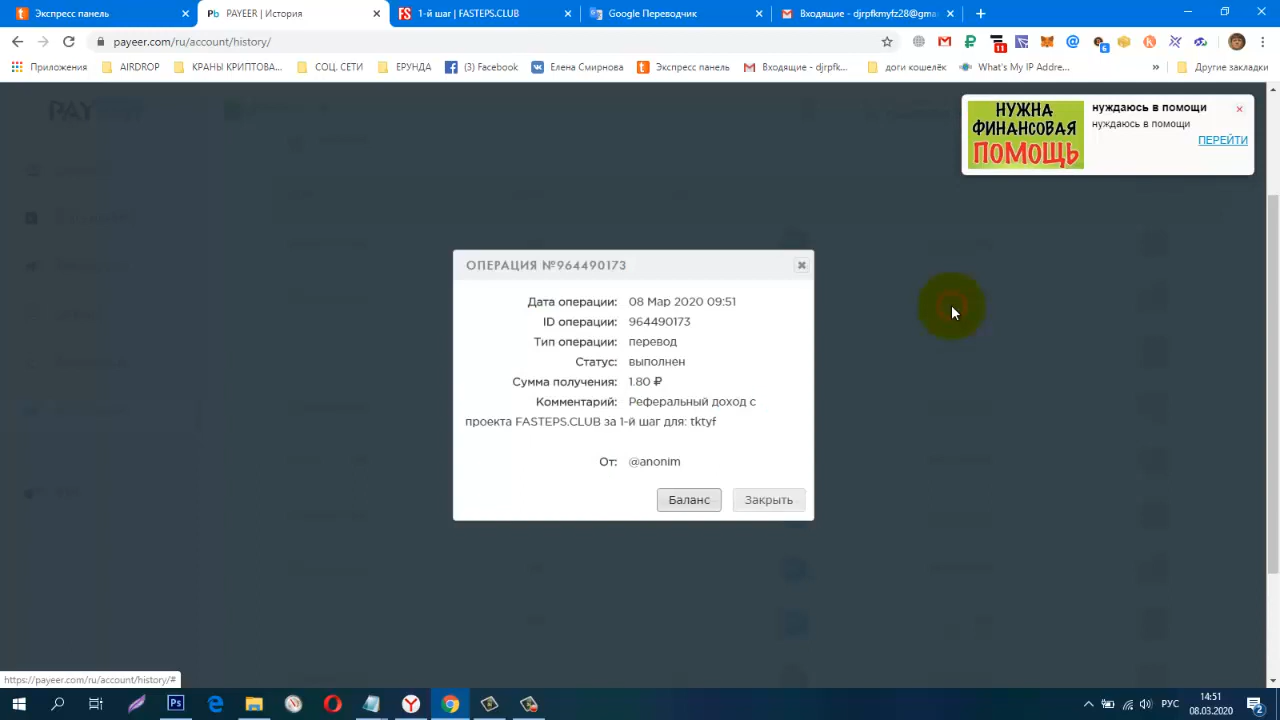 Экспресс панель
PAYEER | История
1-й шаг | FASTEPS.CLUB
Google Переводчик
Входящие - djrpfkmyfz28@gma
payeer.com/ru/account/history/
11
6
Приложения
AIRDROP
КРАНЫ КРИПТОВА...
СОЦ. СЕТИ
ЕРУНДА
(3) Facebook
Елена Смирнова
Экспресс панель
Входящие - djrpfk...
доги кошелёк
What's My IP Addre...
»
Другие закладки
PAY
НУЖНА
ФИНАНСОВАЯ
ПОМОЩЬ
нуждаюсь в помощи
нуждаюсь в помощи
ПЕРЕЙТИ
ОПЕРАЦИЯ №964490173
Дата операции: 08 Мар 2020 09:51
ID операции: 964490173
Тип операции: перевод
Статус: выполнен
Сумма получения: 1.80 ₽
Комментарий: Реферальный доход с
проекта FASTEPS.CLUB за 1-й шаг для: tktyf
От: @anonim
Баланс
Закрыть
https://payeer.com/ru/account/history/#
РУС
14:51
08.03.2020
2